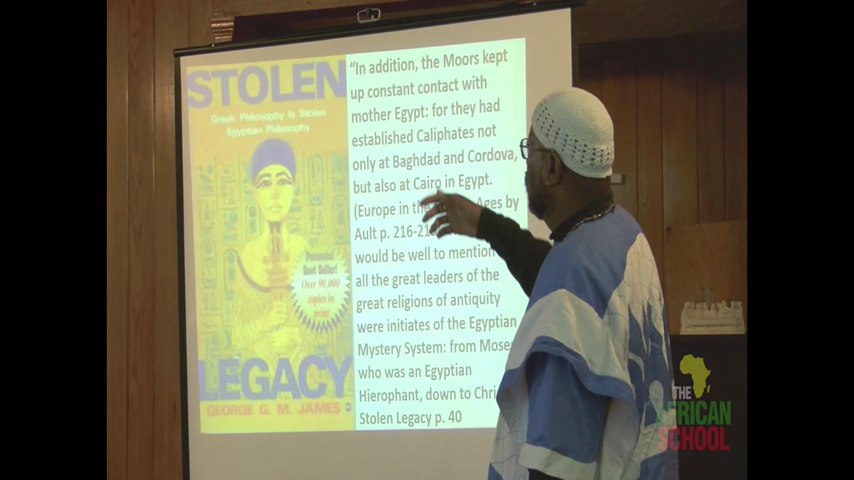 STOLEN
Greek Philosophy Is Stolen
Egyptian Philosophy
Perennial
Best Seller!
Over 90,000
copies in
print
LEGACY
GEORGE G. M. JAMES
“In addition, the Moors kept
up constant contact with
mother Egypt: for they had
established Caliphates not
only at Baghdad and Cordova,
but also at Cairo in Egypt.
(Europe in the Ages by
Ault p. 216-21
would be well to mention
all the great leaders of the
great religions of antiquity
were initiates of the Egyptian
Mystery System: from Moses
who was an Egyptian
Hierophant, down to Chri
Stolen Legacy p. 40
THE
AFRICAN
SCHOOL